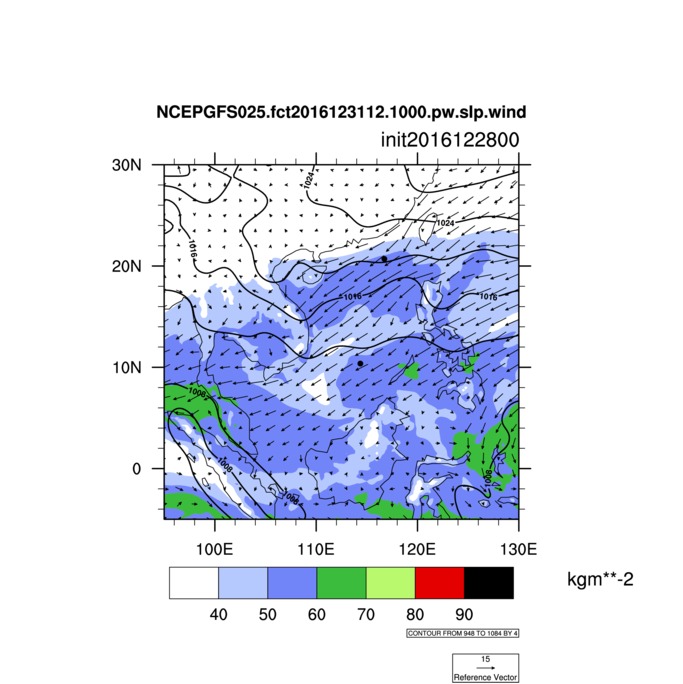 NCEPGFS025.fct2016123112.1000.pw.slp.wind
init2016122800
30N
20N
10N
0
1024
1024
1016
1016
1016
1008
1008
1008
1008
100E
110E
120E
130E
40
50
60
70
80
90
kgm**-2
CONTOUR FROM 948 TO 1084 BY 4
15
Reference Vector